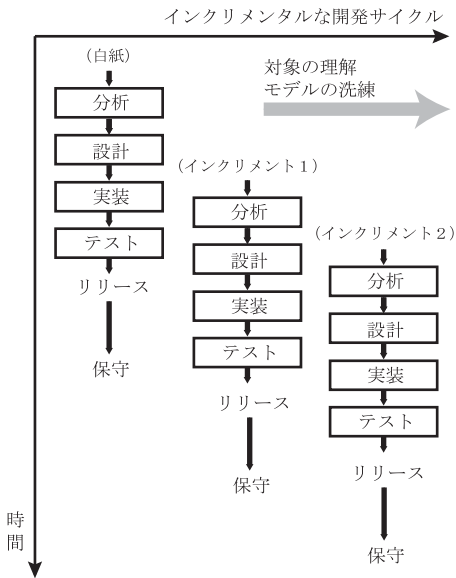 インクリメンタルな開発サイクル
（白紙）
分析
設計
実装
テスト
リリース
保守
対象の理解
モデルの洗練
（インクリメント１）
分析
設計
実装
テスト
リリース
保守
（インクリメント２）
分析
設計
実装
テスト
リリース
保守
時間